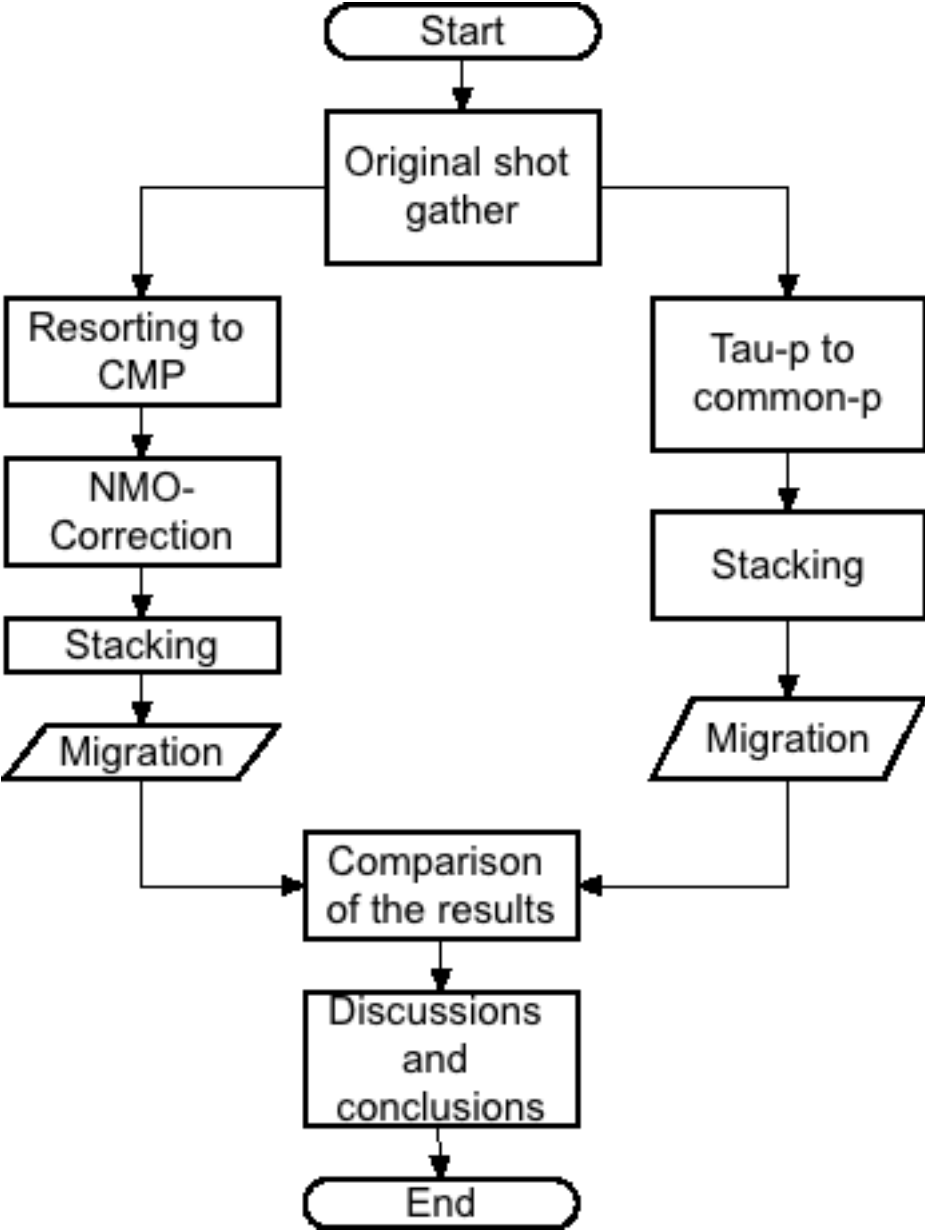 Start
Original shot
gather
Resorting to
CMP
NMO-
Correction
Stacking
Migration
Tau-p to
common-p
Stacking
Migration
Comparison
of the results
Discussions
and
conclusions
End